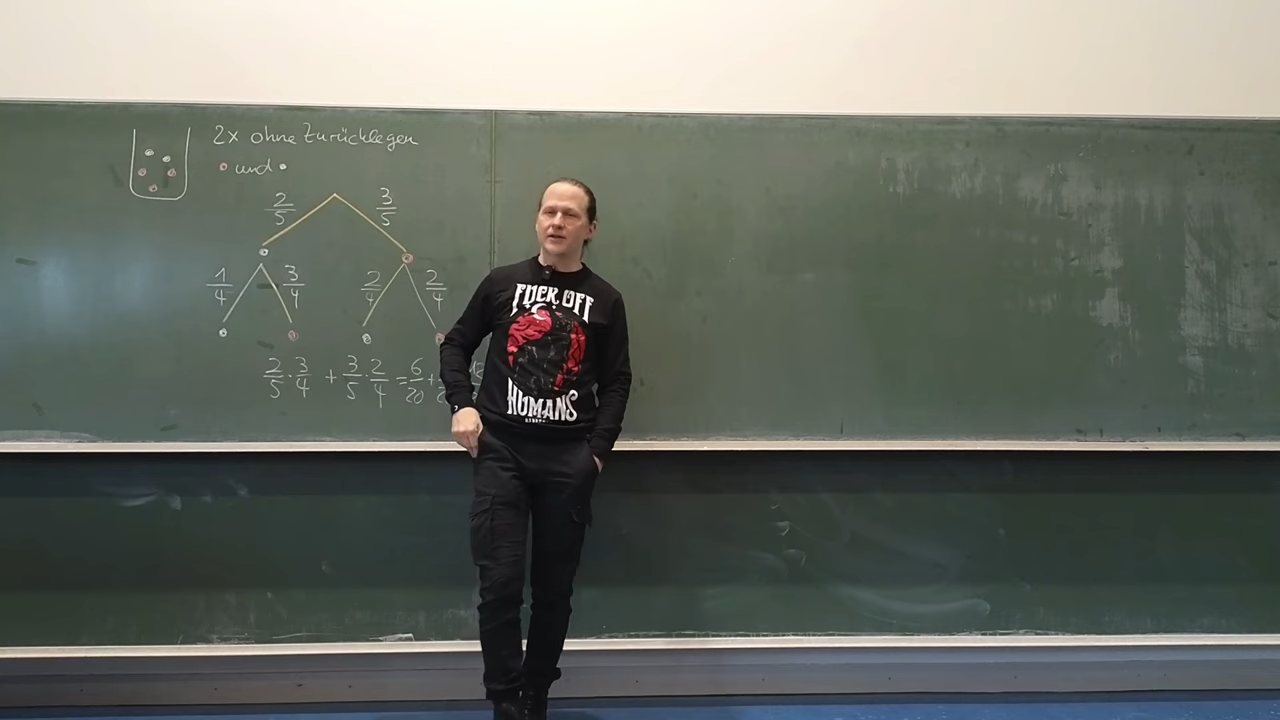 2x ohne Zurücklegen
und
2/5 3/5
1/4 3/4 2/4 2/4
2/5 · 3/4 + 3/5 · 2/4 = 6/20 +
FUCK OFF
HUMANS